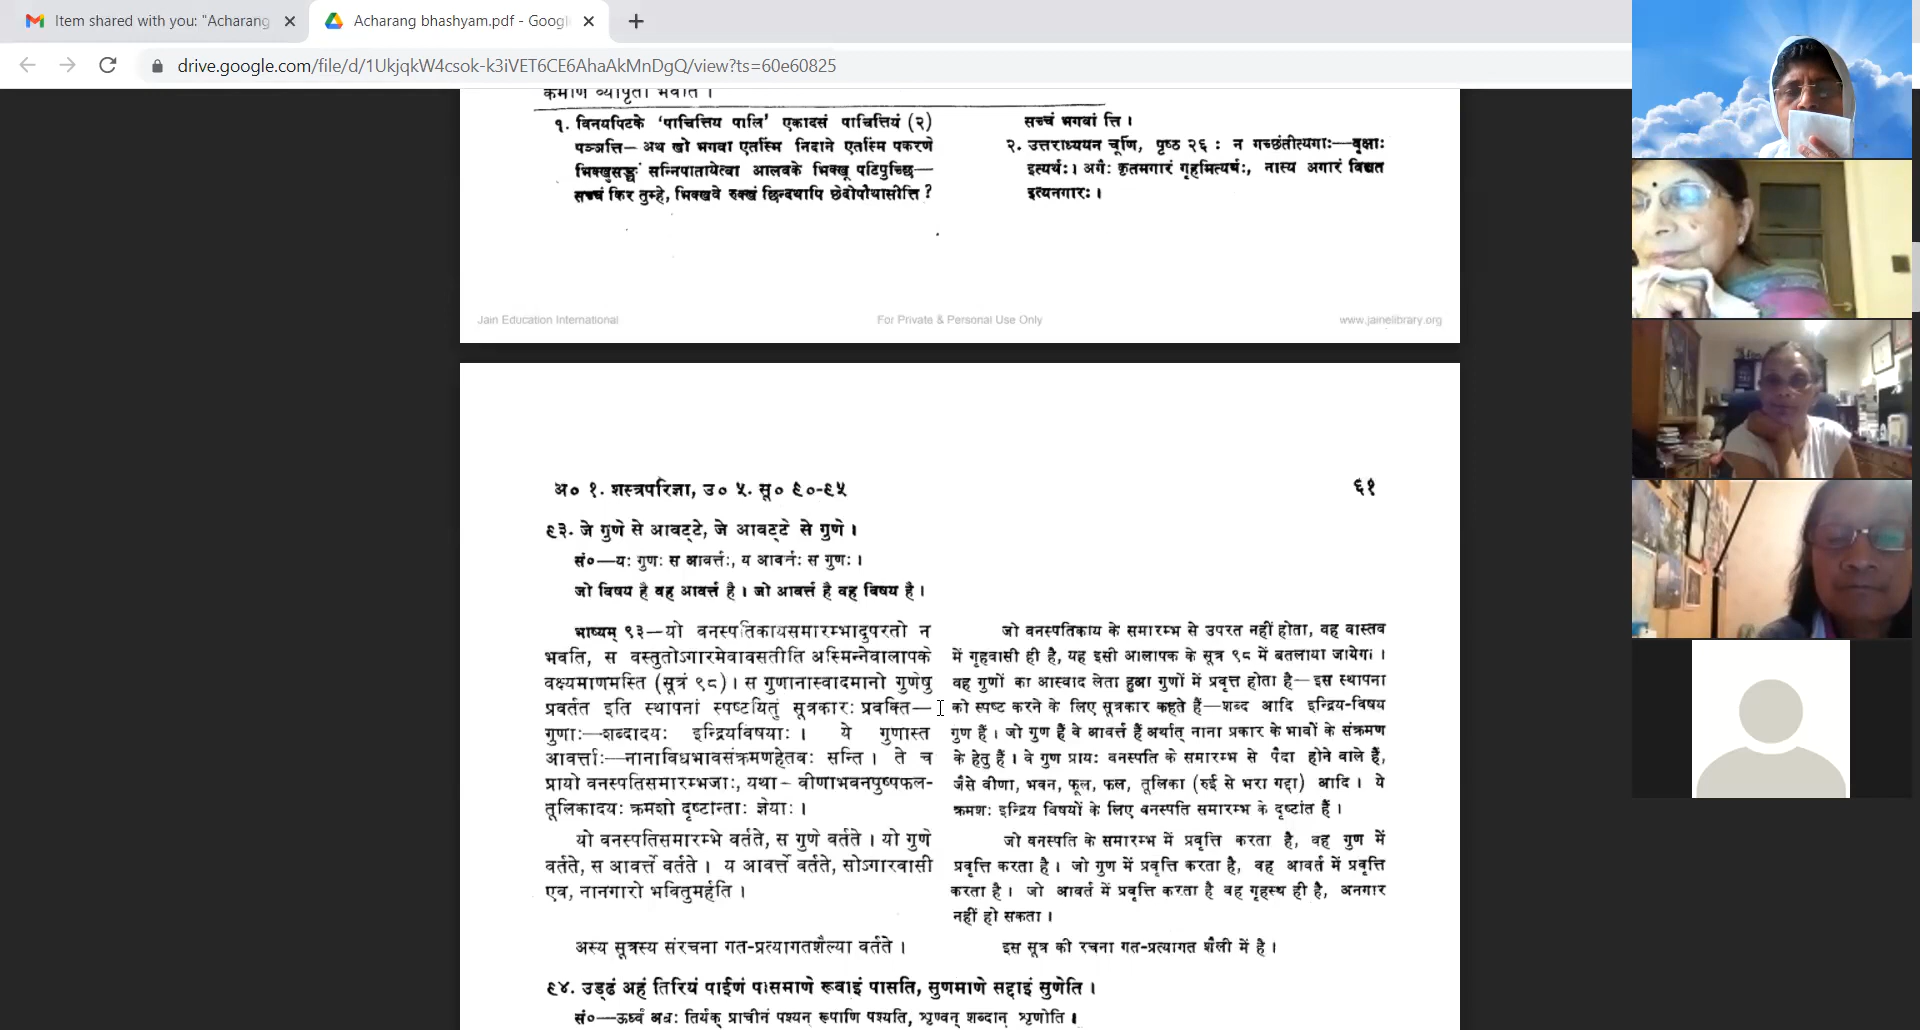 Item shared with you: "Acharang
Acharang bhashyam.pdf - Google
drive.google.com/file/d/1UkjqkW4csok-k3iVET6CE6AhaAkMnDgQ/view?ts=60e60825
कर्माणि व्यापृता भवति ।
१. विनयपिटके 'पाचित्तिय पालि' एकादसं पाचित्तियं (२)
पञ्ञत्ति— अथ खो भगवा एतस्मिं निदाने एतस्मिं पकरणे
भिक्खुसङ्घं सन्निपातायेत्वा आलवके भिक्खू पटिपुच्छि—
सच्चं किर तुम्हे, भिक्खवे रुक्खं छिन्दथापि छेदोपैथासीत्ति ?
सच्चं भगवां त्ति ।
२. उत्तराध्ययन चूर्णि, पृष्ठ २६ : न गच्छंतीत्यगाः—वृक्षाः
इत्यर्थः । अगैः कृतमगारं गृहमित्यर्थः, नास्य अगारं विद्यत
इत्यनगारः ।
Jain Education International
For Private & Personal Use Only
www.jainelibrary.org
अ० १. शस्त्रपरिज्ञा, उ० ५. सू० ९०-९५
६१
९३. जे गुणे से आवट्टे, जे आवट्टे से गुणे ।
सं०—यः गुणः स आवर्त्तः, य आवर्त्तः स गुणः ।
जो विषय है वह आवर्त्त है । जो आवर्त्त है वह विषय है ।
भाष्यम् ९३—यो वनस्पतिकायसमारम्भादुपरतो न
भवति, स वस्तुतोऽगारमेवावसतीति अस्मिन्नेवालापके
वक्ष्यमाणमस्ति (सूत्रं ९८) । स गुणानास्वादमानो गुणेषु
प्रवर्तत इति स्थापनां स्पष्टयितुं सूत्रकारः प्रवक्ति—
गुणाः—शब्दादयः इन्द्रियविषयाः । ये गुणास्त
आवर्त्ताः—नानाविधभावसंक्रमणहेतवः सन्ति । ते च
प्रायो वनस्पतिसमारम्भजाः, यथा— वीणाभवनपुष्पफल-
तूलिकादयः क्रमशो दृष्टान्ताः ज्ञेयाः ।
यो वनस्पतिसमारम्भे वर्तते, स गुणे वर्तते । यो गुणे
वर्तते, स आवर्त्ते वर्तते । य आवर्त्ते वर्तते, सोऽगारवासी
एव, नानगारो भवितुमर्हति ।
अस्य सूत्रस्य संरचना गत-प्रत्यागतशैल्या वर्तते ।
जो वनस्पतिकाय के समारम्भ से उपरत नहीं होता, वह वास्तव
में गृहवासी ही है, यह इसी आलापक के सूत्र ९८ में बतलाया जायेगा ।
वह गुणों का आस्वाद लेता हुआ गुणों में प्रवृत्त होता है—इस स्थापना
को स्पष्ट करने के लिए सूत्रकार कहते हैं—शब्द आदि इन्द्रिय-विषय
गुण हैं । जो गुण हैं वे आवर्त्त हैं अर्थात् नाना प्रकार के भावों के संक्रमण
के हेतु हैं । वे गुण प्रायः वनस्पति के समारम्भ से पैदा होने वाले हैं,
जैसे वीणा, भवन, फूल, फल, तूलिका (रुई से भरा गद्दा) आदि । ये
क्रमशः इन्द्रिय विषयों के लिए वनस्पति समारम्भ के दृष्टांत हैं ।
जो वनस्पति के समारम्भ में प्रवृत्ति करता है, वह गुण में
प्रवृत्ति करता है । जो गुण में प्रवृत्ति करता है, वह आवर्त में प्रवृत्ति
करता है । जो आवर्त में प्रवृत्ति करता है वह गृहस्थ ही है, अनगार
नहीं हो सकता ।
इस सूत्र की रचना गत-प्रत्यागत शैली में है ।
९४. उड्ढं अहं तिरियं पाईणं पासमाणे रूवाइं पासति, सुणमाणे सद्दाइं सुणेति ।
सं०—ऊर्ध्वं अधः तिर्यक् प्राचीनं पश्यन् रूपाणि पश्यति, श्रृण्वन् शब्दान् श्रृणोति ।